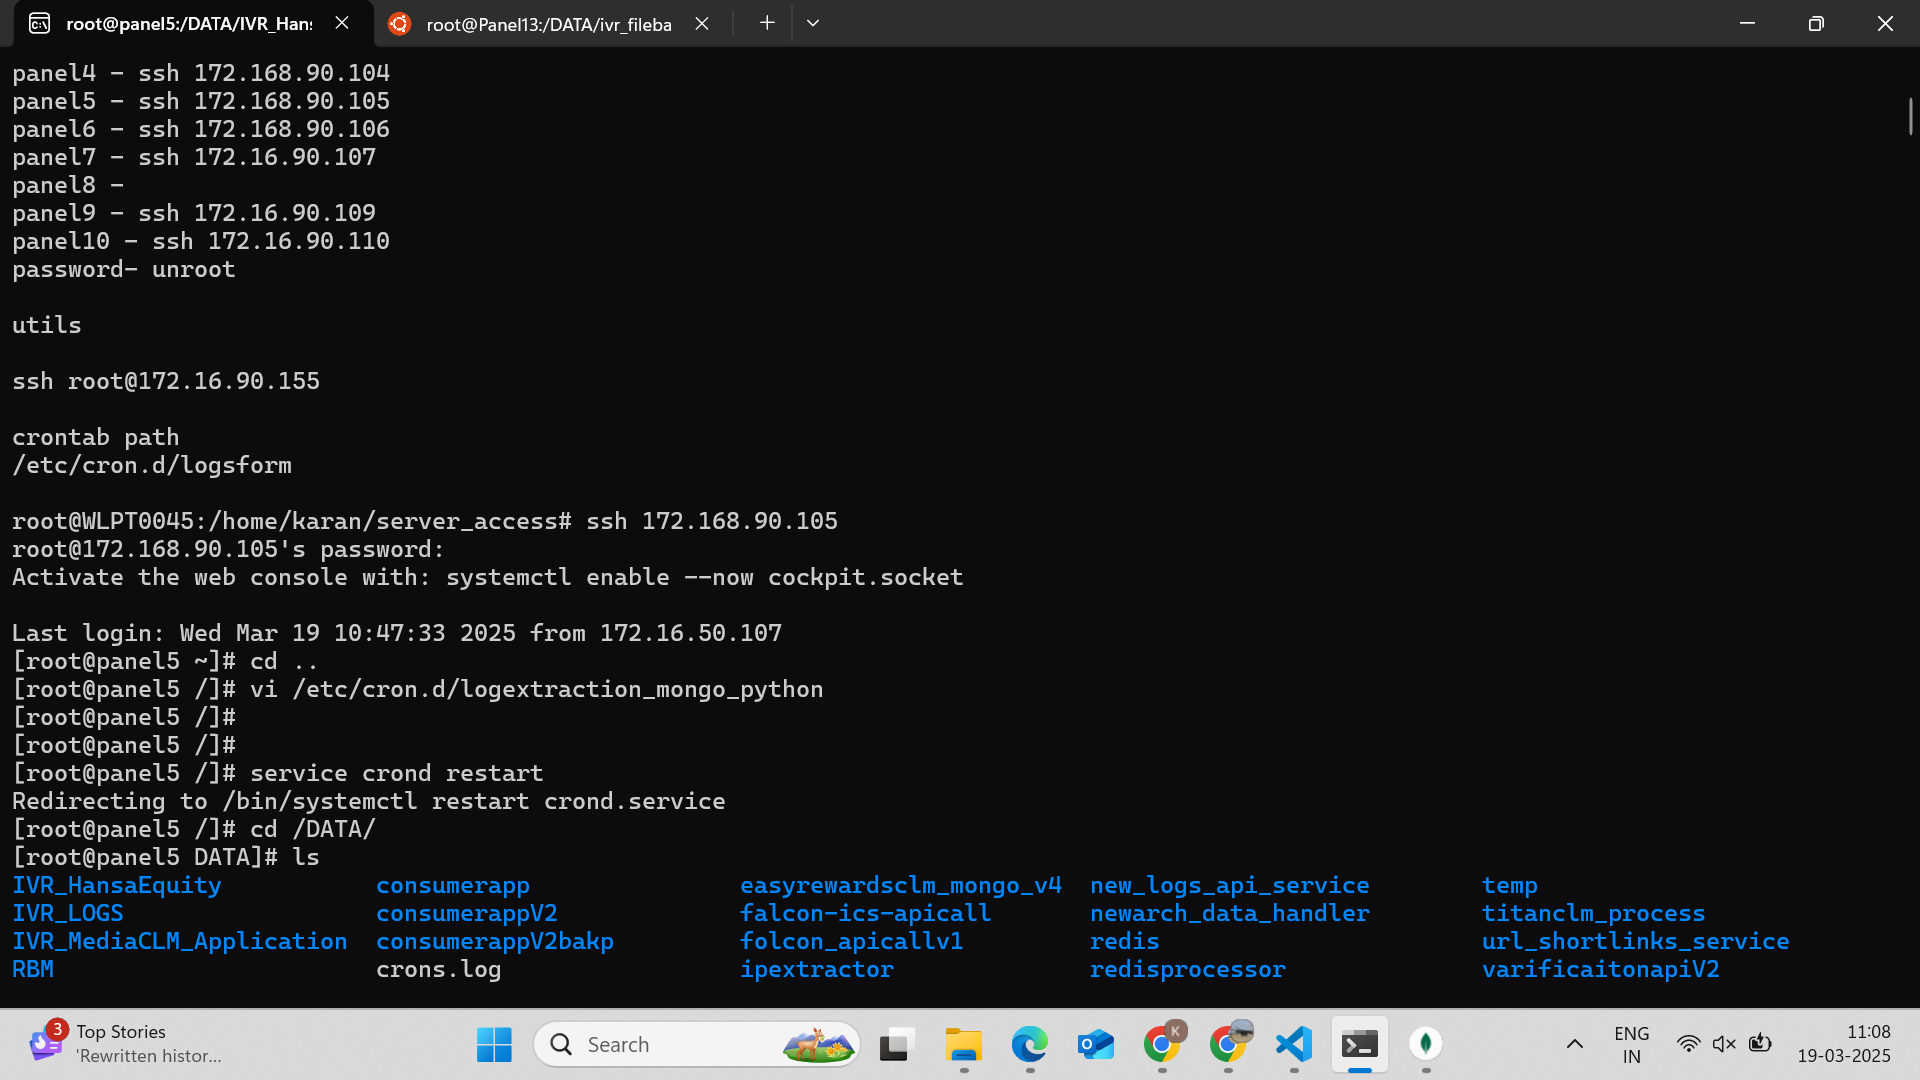 root@panel5:/DATA/IVR_Han
root@Panel13:/DATA/ivr_fileba
panel4 - ssh 172.168.90.104
panel5 - ssh 172.168.90.105
panel6 - ssh 172.168.90.106
panel7 - ssh 172.16.90.107
panel8 -
panel9 - ssh 172.16.90.109
panel10 - ssh 172.16.90.110
password- unroot
utils
ssh root@172.16.90.155
crontab path
/etc/cron.d/logsform
root@WLPT0045:/home/karan/server_access# ssh 172.168.90.105
root@172.168.90.105's password:
Activate the web console with: systemctl enable --now cockpit.socket
Last login: Wed Mar 19 10:47:33 2025 from 172.16.50.107
[root@panel5 ~]# cd ..
[root@panel5 /]# vi /etc/cron.d/logextraction_mongo_python
[root@panel5 /]#
[root@panel5 /]#
[root@panel5 /]# service crond restart
Redirecting to /bin/systemctl restart crond.service
[root@panel5 /]# cd /DATA/
[root@panel5 DATA]# ls
IVR_HansaEquity consumerapp easyrewardsclm_mongo_v4 new_logs_api_service temp
IVR_LOGS consumerappV2 falcon-ics-apicall newarch_data_handler titanclm_process
IVR_MediaCLM_Application consumerappV2bakp folcon_apicallv1 redis url_shortlinks_service
RBM crons.log ipextractor redisprocessor varificaitonapiV2
3
Top Stories
'Rewritten histor...
Search
K
ENG
IN
11:08
19-03-2025